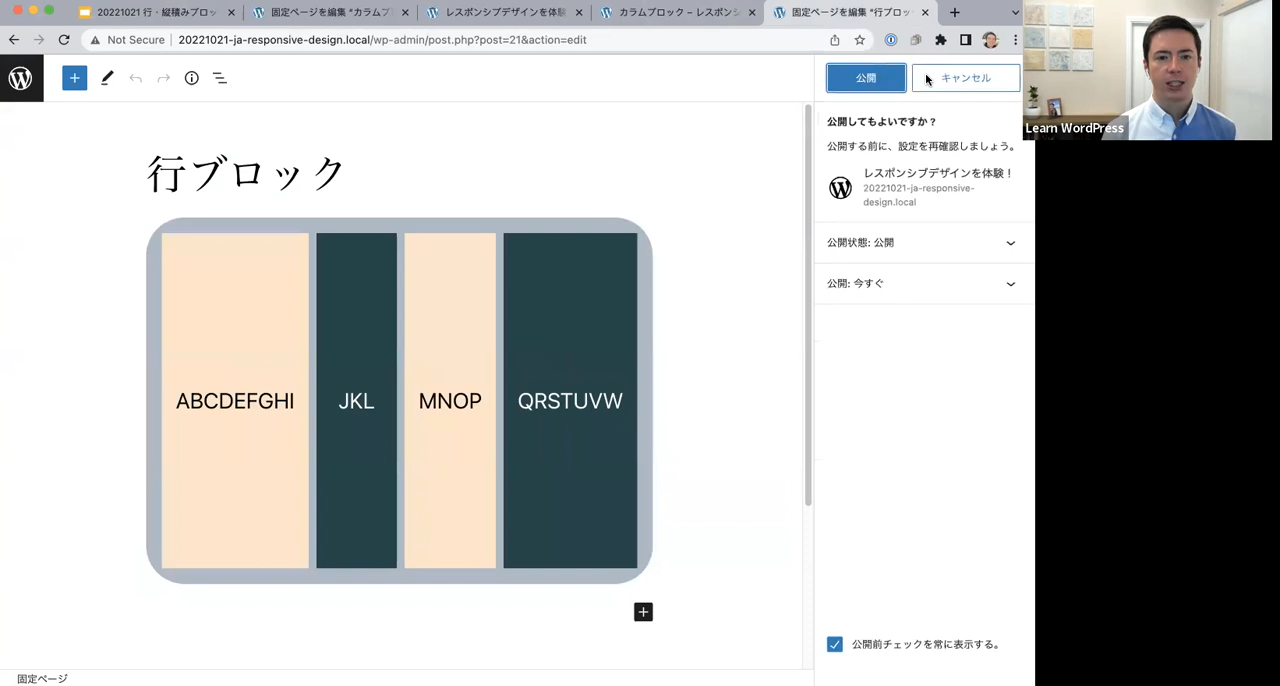 20221021 行・縦積みブロッ
固定ページを編集 "カラムブ
レスポンシブデザインを体験
カラムブロック – レスポンシ
固定ページを編集 "行ブロッ
Not Secure
20221021-ja-responsive-design.local/wp-admin/post.php?post=21&action=edit
公開
キャンセル
Learn WordPress
公開してもよいですか ?
公開する前に、設定を再確認しましょう。
レスポンシブデザインを体験 !
20221021-ja-responsive-
design.local
公開状態: 公開
公開: 今すぐ
行ブロック
ABCDEFGHI
JKL
MNOP
QRSTUVW
公開前チェックを常に表示する。
固定ページ